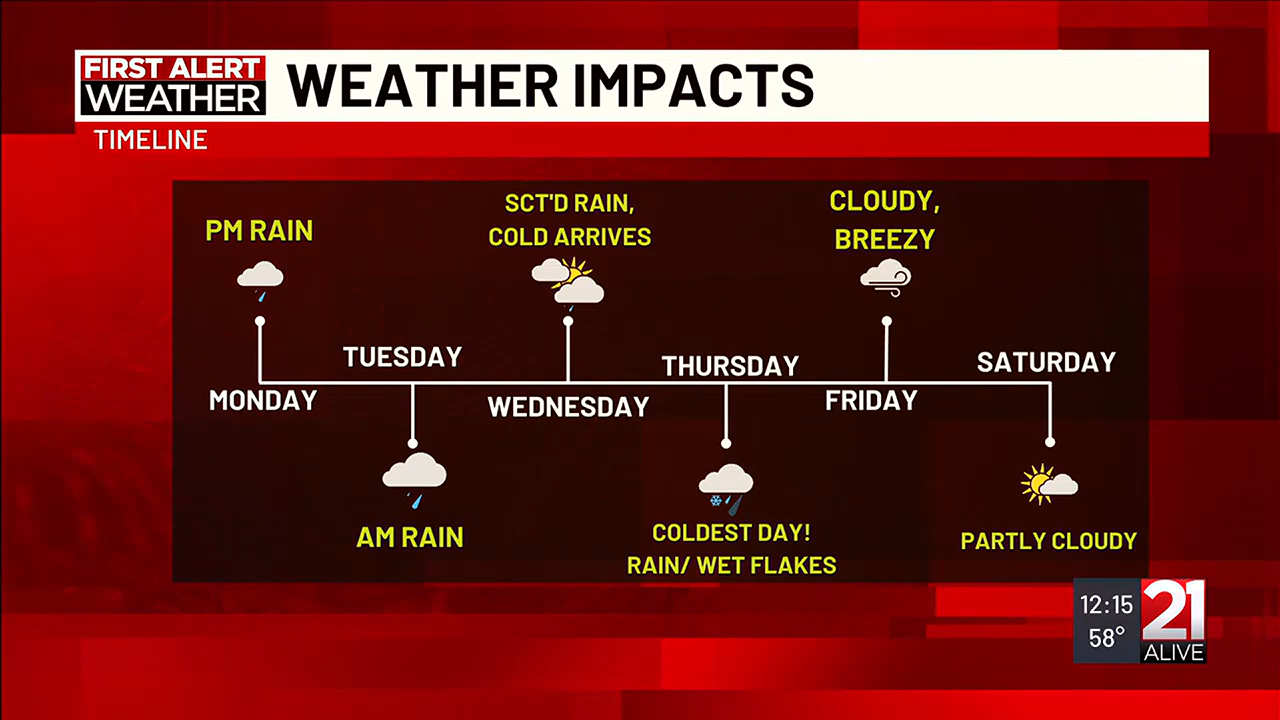 FIRST ALERT
WEATHER
WEATHER IMPACTS
TIMELINE
PM RAIN
SCT'D RAIN,
COLD ARRIVES
CLOUDY,
BREEZY
TUESDAY
THURSDAY
SATURDAY
MONDAY
WEDNESDAY
FRIDAY
AM RAIN
COLDEST DAY!
RAIN/ WET FLAKES
PARTLY CLOUDY
12:15
58°
21
ALIVE